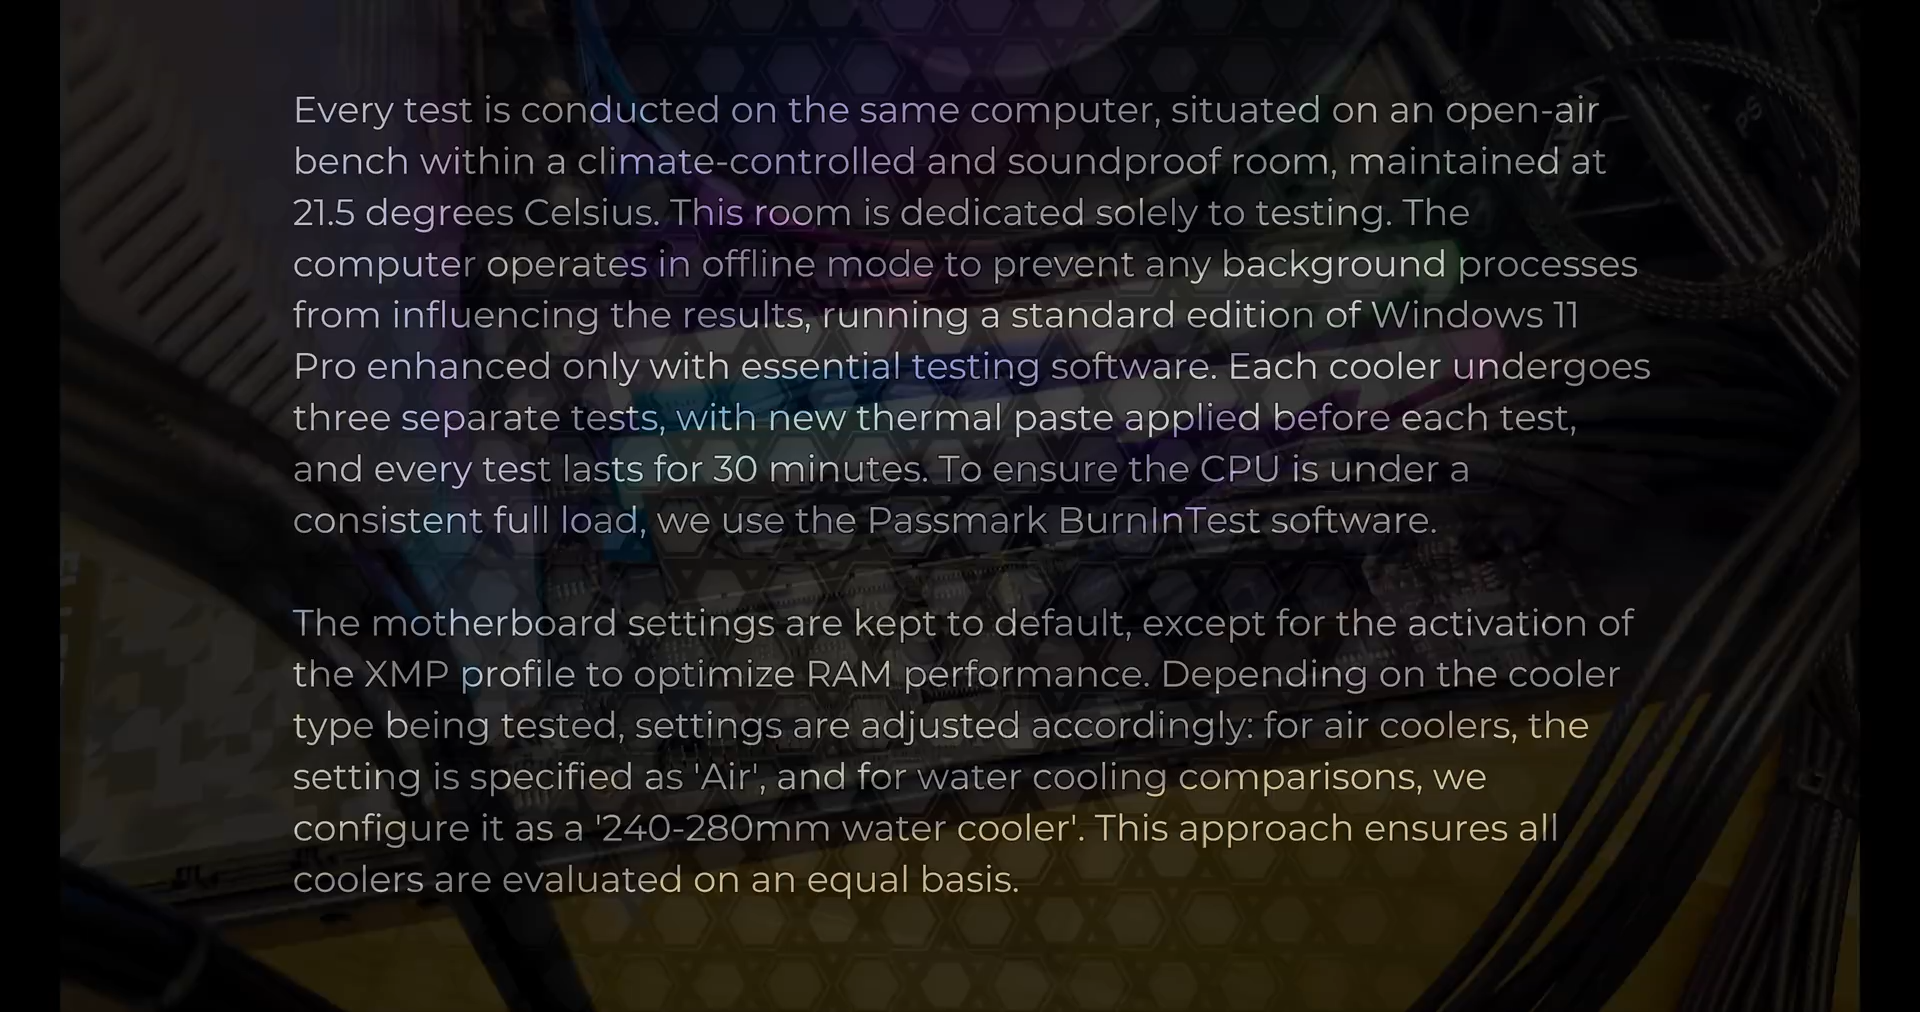 Every test is conducted on the same computer, situated on an open-air
bench within a climate-controlled and soundproof room, maintained at
21.5 degrees Celsius. This room is dedicated solely to testing. The
computer operates in offline mode to prevent any background processes
from influencing the results, running a standard edition of Windows 11
Pro enhanced only with essential testing software. Each cooler undergoes
three separate tests, with new thermal paste applied before each test,
and every test lasts for 30 minutes. To ensure the CPU is under a
consistent full load, we use the Passmark BurnInTest software.
The motherboard settings are kept to default, except for the activation of
the XMP profile to optimize RAM performance. Depending on the cooler
type being tested, settings are adjusted accordingly: for air coolers, the
setting is specified as 'Air', and for water cooling comparisons, we
configure it as a '240-280mm water cooler'. This approach ensures all
coolers are evaluated on an equal basis.